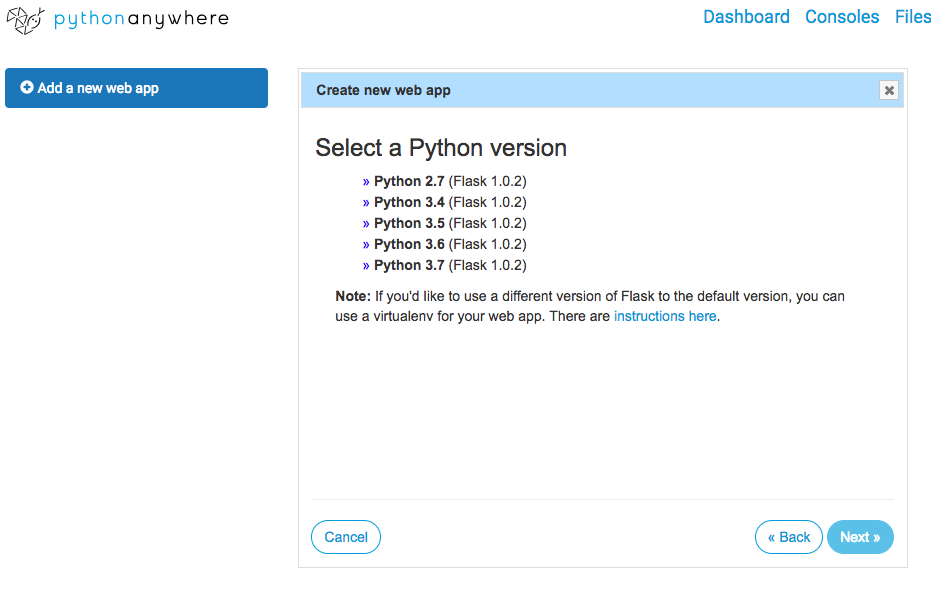 pythonanywhere
Dashboard Consoles Files
Add a new web app
Create new web app
Select a Python version
» Python 2.7 (Flask 1.0.2)
» Python 3.4 (Flask 1.0.2)
» Python 3.5 (Flask 1.0.2)
» Python 3.6 (Flask 1.0.2)
» Python 3.7 (Flask 1.0.2)
Note: If you'd like to use a different version of Flask to the default version, you can
use a virtualenv for your web app. There are instructions here.
Cancel
« Back
Next »